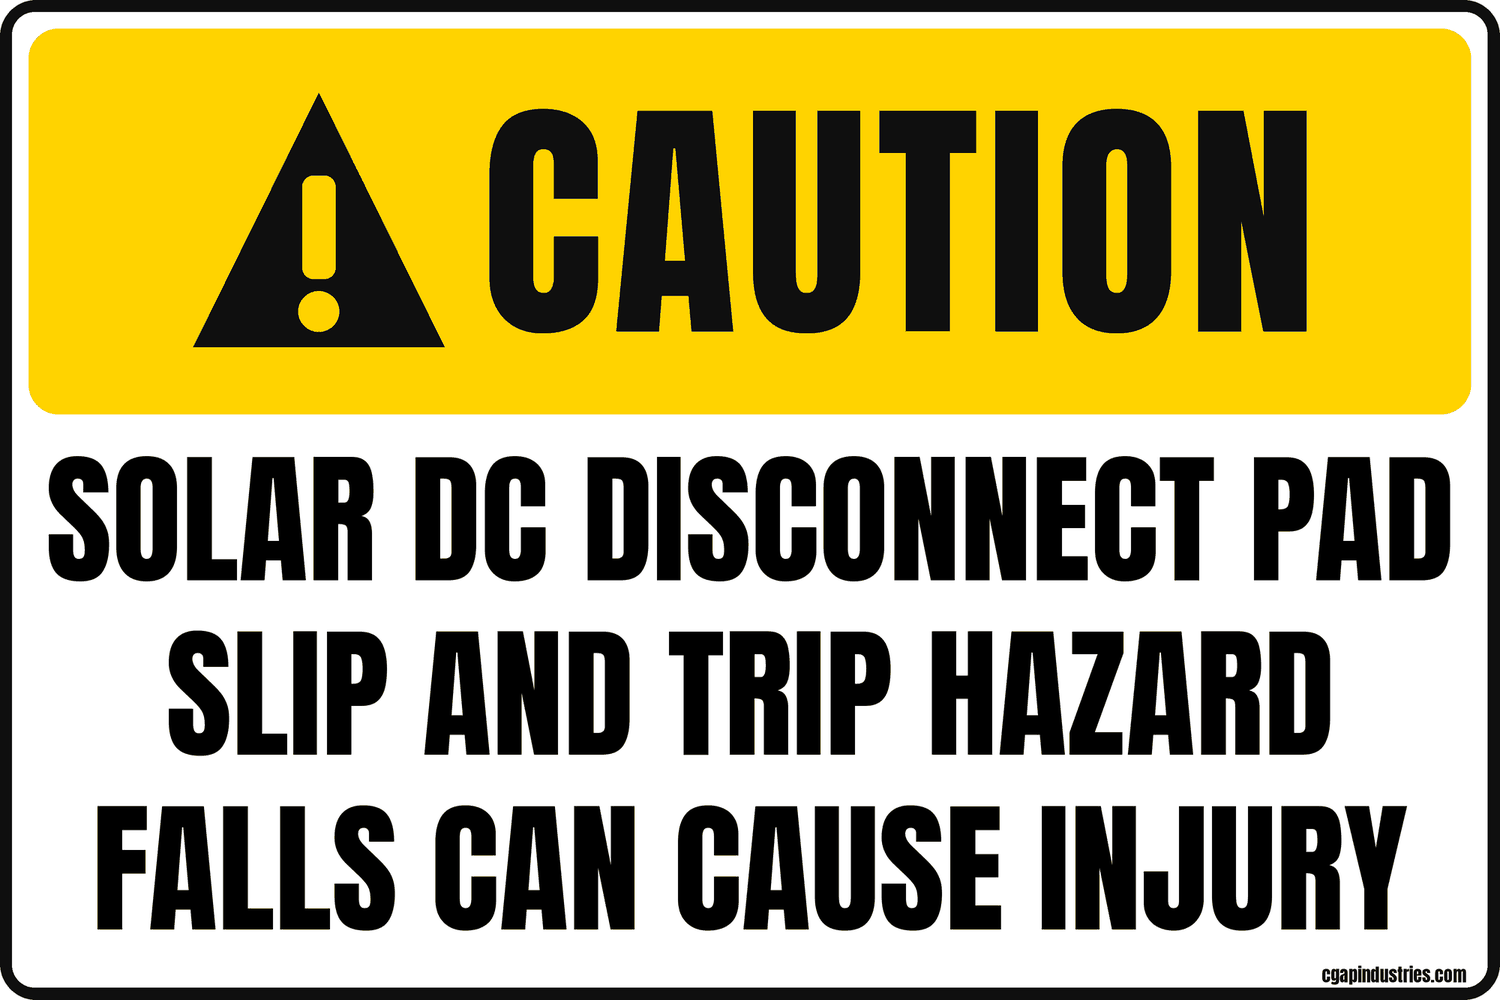 CAUTION
SOLAR DC DISCONNECT PAD
SLIP AND TRIP HAZARD
FALLS CAN CAUSE INJURY
cgapindustries.com